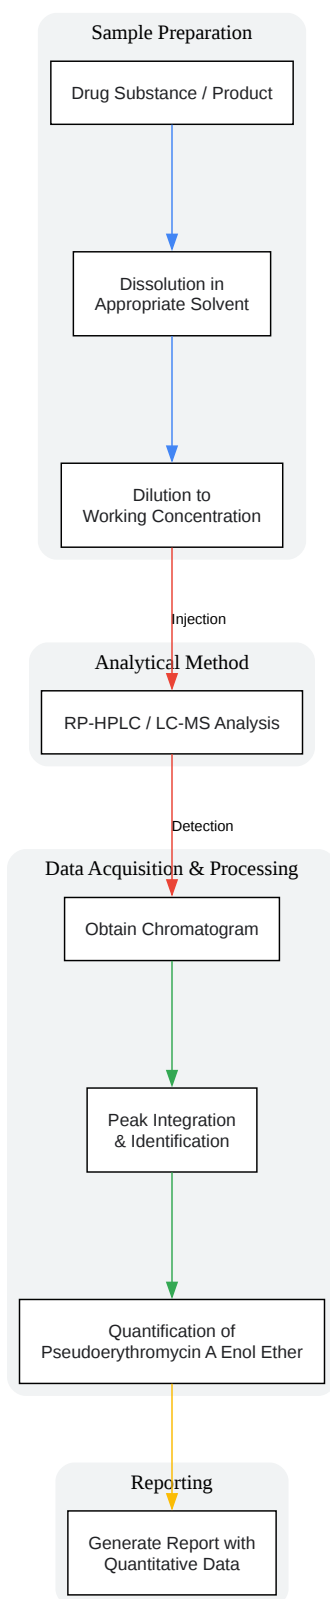 Sample Preparation
Drug Substance / Product
Dissolution in
Appropriate Solvent
Dilution to
Working Concentration
Injection
Analytical Method
RP-HPLC / LC-MS Analysis
Detection
Data Acquisition & Processing
Obtain Chromatogram
Peak Integration
& Identification
Quantification of
Pseudoerythromycin A Enol Ether
Reporting
Generate Report with
Quantitative Data